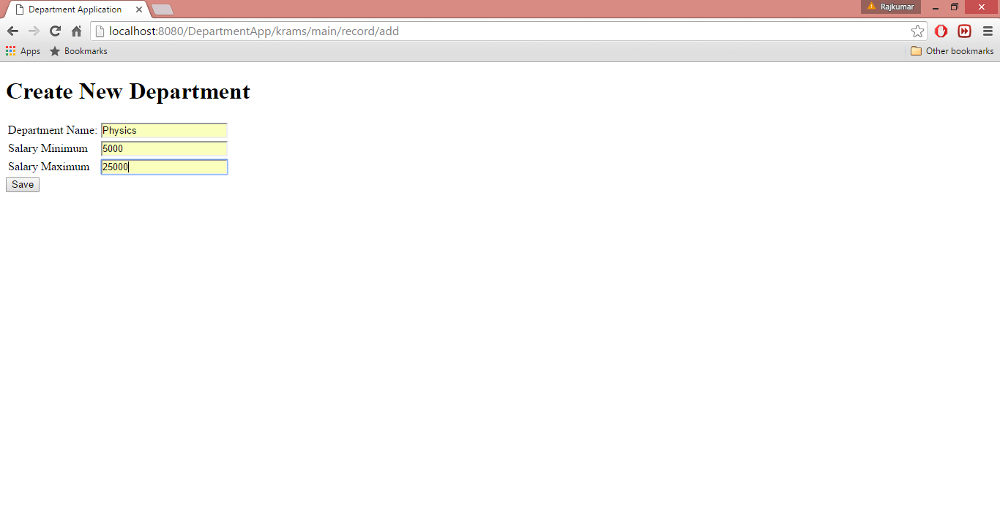 Department Application
Rajkumar
localhost:8080/DepartmentApp/krams/main/record/add
Apps Bookmarks Other bookmarks
Create New Department
Department Name: Physics
Salary Minimum 5000
Salary Maximum 25000
Save